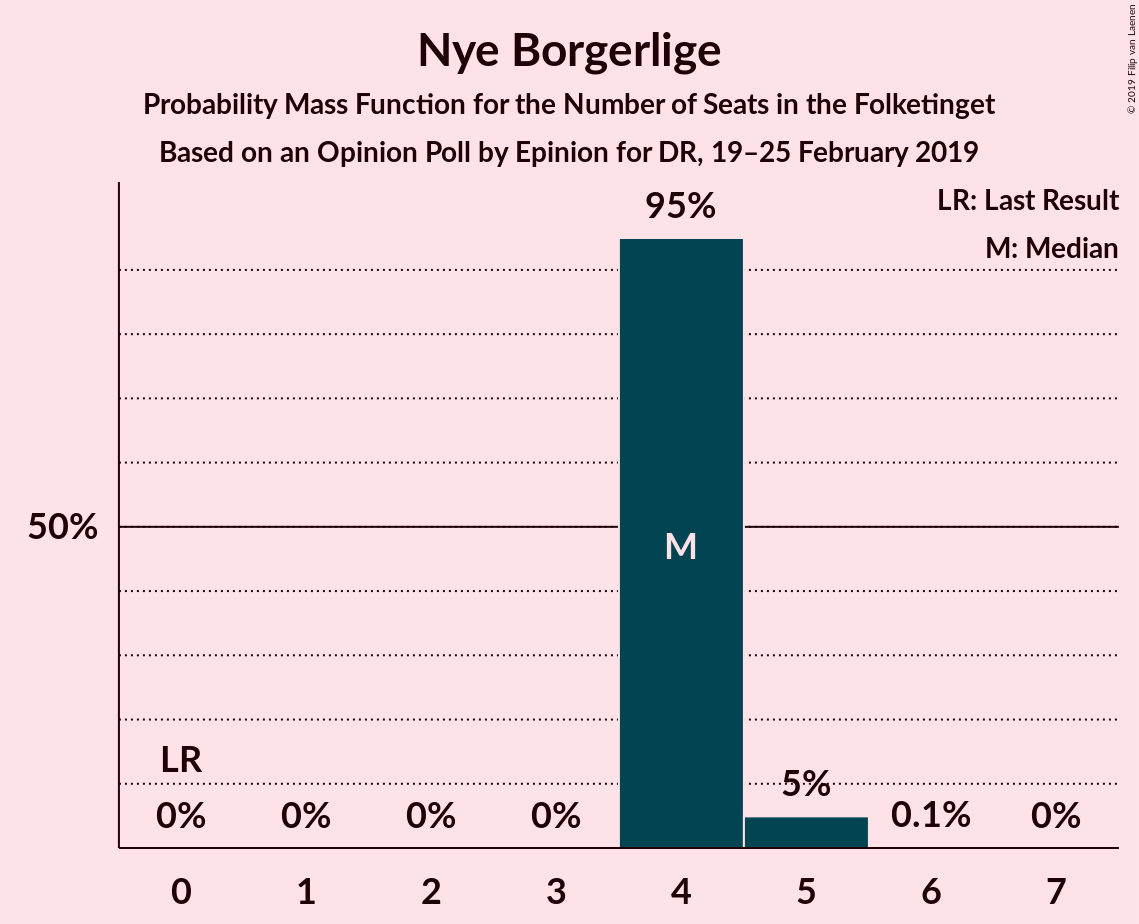 Nye Borgerlige
Probability Mass Function for the Number of Seats in the Folketinget
Based on an Opinion Poll by Epinion for DR, 19–25 February 2019
© 2019 Filip van Laenen
LR: Last Result
M: Median
95%
50%
M
LR
0%
0%
0%
0%
5%
0.1%
0%
0
1
2
3
4
5
6
7